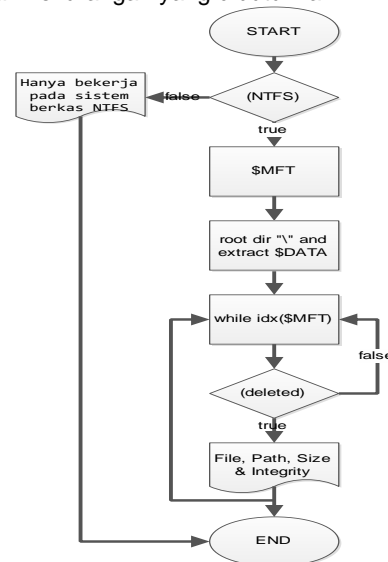 START
Hanya bekerja
pada sistem
berkas NTFS
false
(NTFS)
true
$MFT
root dir "\" and
extract $DATA
while idx($MFT)
false
(deleted)
true
File, Path, Size
& Integrity
END